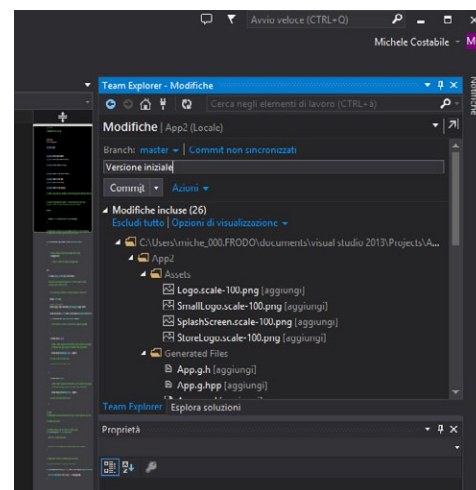 Avvio veloce (CTRL+Q)
Michele Costabile
M
Notifiche
Team Explorer - Modifiche
Cerca negli elementi di lavoro (CTRL+à)
Modifiche | App2 (Locale)
Branch: master | Commit non sincronizzati
Versione iniziale
Commit Azioni
Modifiche incluse (26)
Escludi tutto | Opzioni di visualizzazione
C:\Users\miche_000.FRODO\documents\visual studio 2013\Projects\A...
App2
Assets
Logo.scale-100.png [aggiungi]
SmallLogo.scale-100.png [aggiungi]
SplashScreen.scale-100.png [aggiungi]
StoreLogo.scale-100.png [aggiungi]
Generated Files
App.g.h [aggiungi]
App.g.hpp [aggiungi]
Team Explorer Esplora soluzioni
Proprietà